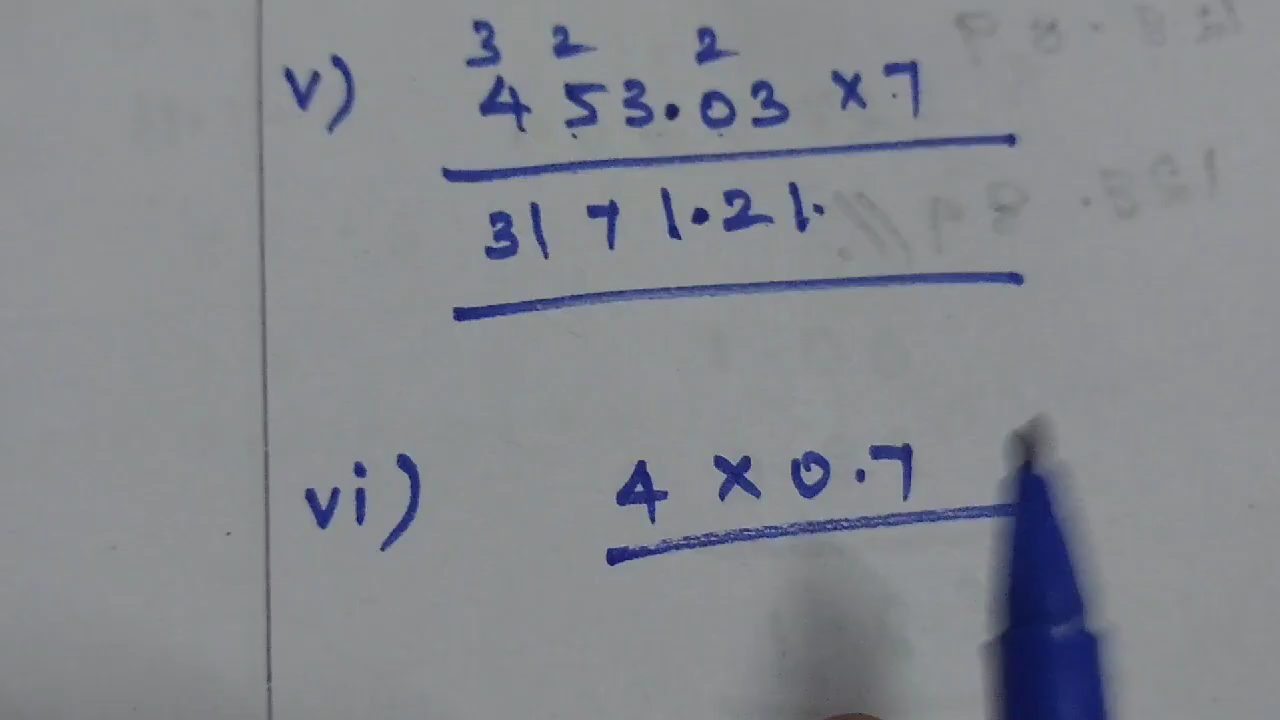 3 2 2
v) 453.03 × 7
3171.21.
vi) 4 × 0.7